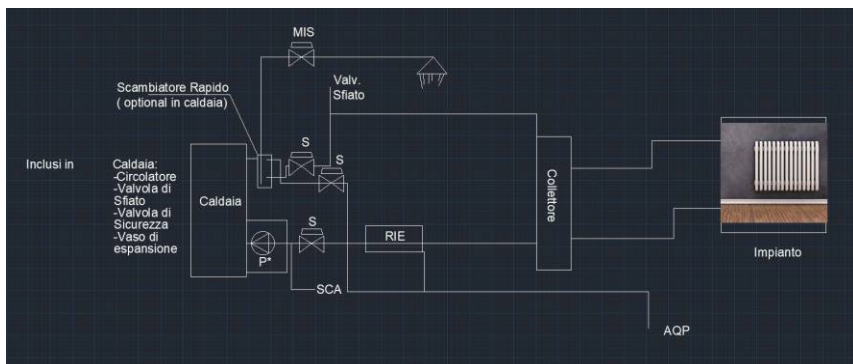 MIS
Valv.
Sfiato
Scambiatore Rapido
( optional in caldaia)
S
S
Inclusi in
Caldaia:
-Circolatore
-Valvola di
Sfiato
-Valvola di
Sicurezza
-Vaso di
espansione
Caldaia
S
P*
RIE
SCA
Collettore
Impianto
AQP